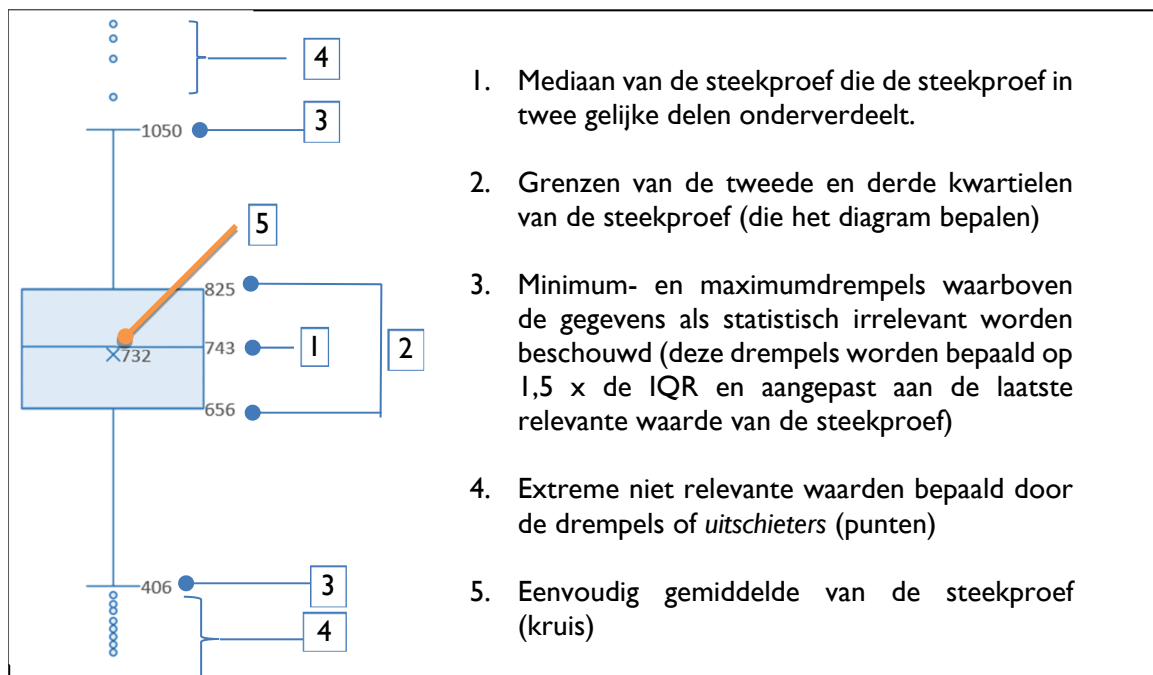 4
1050
3
5
825
743
1
732
2
656
406
3
4
1. Mediaan van de steekproef die de steekproef in
twee gelijke delen onderverdeelt.
2. Grenzen van de tweede en derde kwartielen
van de steekproef (die het diagram bepalen)
3. Minimum- en maximumdrempels waarboven
de gegevens als statistisch irrelevant worden
beschouwd (deze drempels worden bepaald op
1,5 x de IQR en aangepast aan de laatste
relevante waarde van de steekproef)
4. Extreme niet relevante waarden bepaald door
de drempels of uitschieters (punten)
5. Eenvoudig gemiddelde van de steekproef
(kruis)